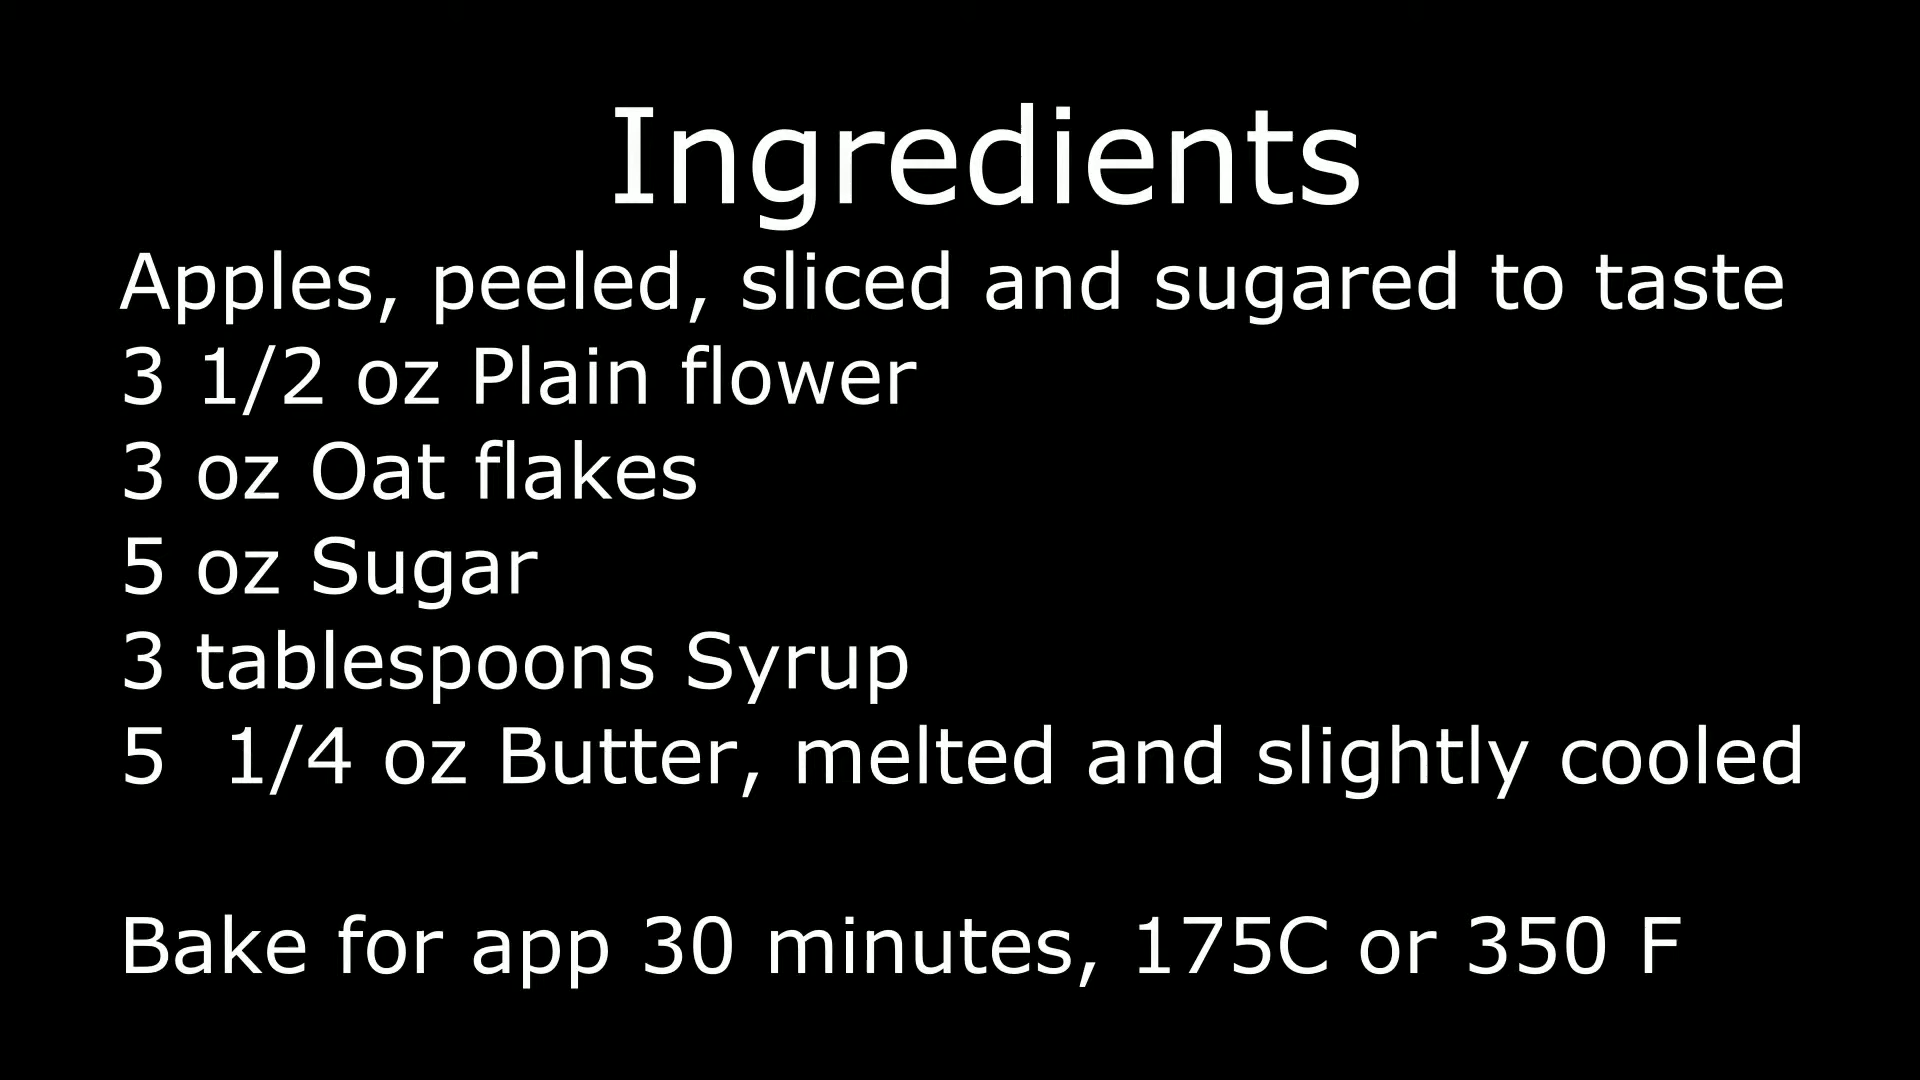 Ingredients
Apples, peeled, sliced and sugared to taste
3 1/2 oz Plain flower
3 oz Oat flakes
5 oz Sugar
3 tablespoons Syrup
5  1/4 oz Butter, melted and slightly cooled
Bake for app 30 minutes, 175C or 350 F